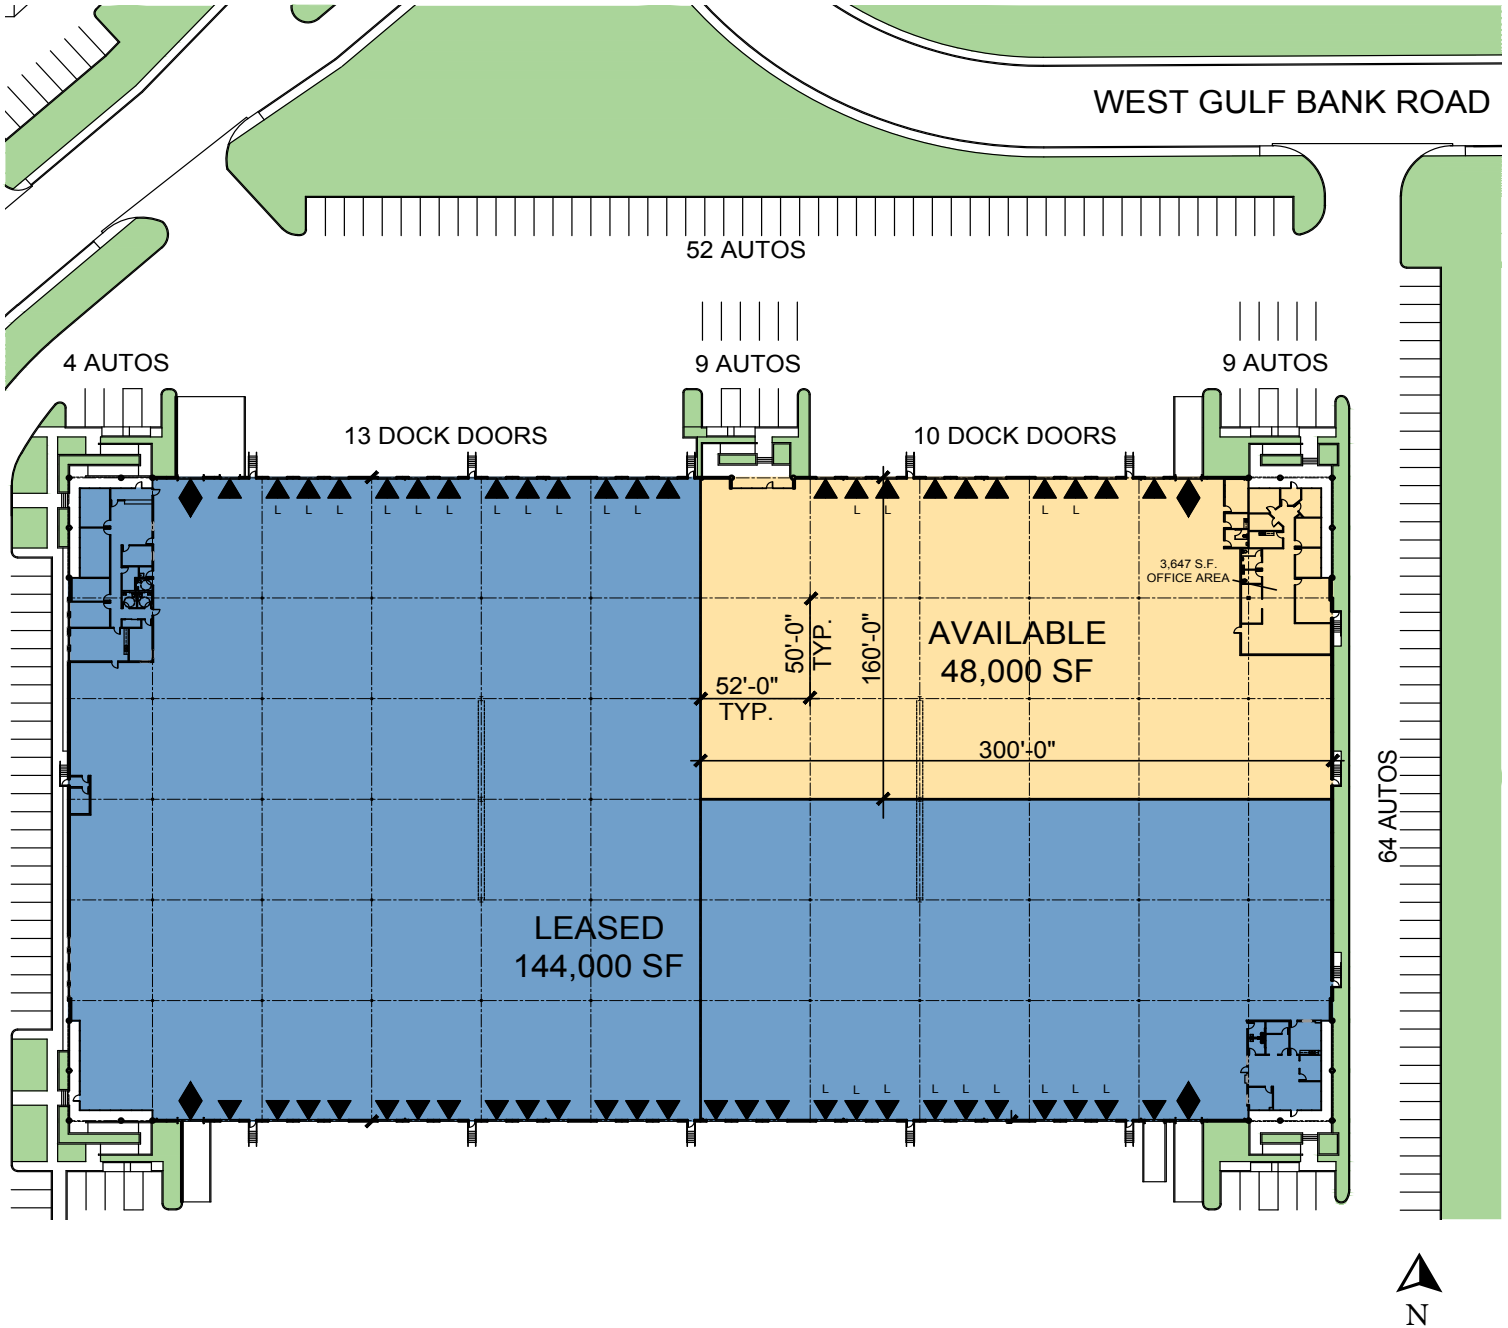 WEST GULF BANK ROAD
52 AUTOS
4 AUTOS
9 AUTOS
9 AUTOS
13 DOCK DOORS
10 DOCK DOORS
L L L L L L L L L L L L L L
3,647 S.F.
OFFICE AREA
50'-0"
TYP.
160'-0"
AVAILABLE
48,000 SF
52'-0"
TYP.
300'-0"
64 AUTOS
LEASED
144,000 SF
L L L L L L L L L
N